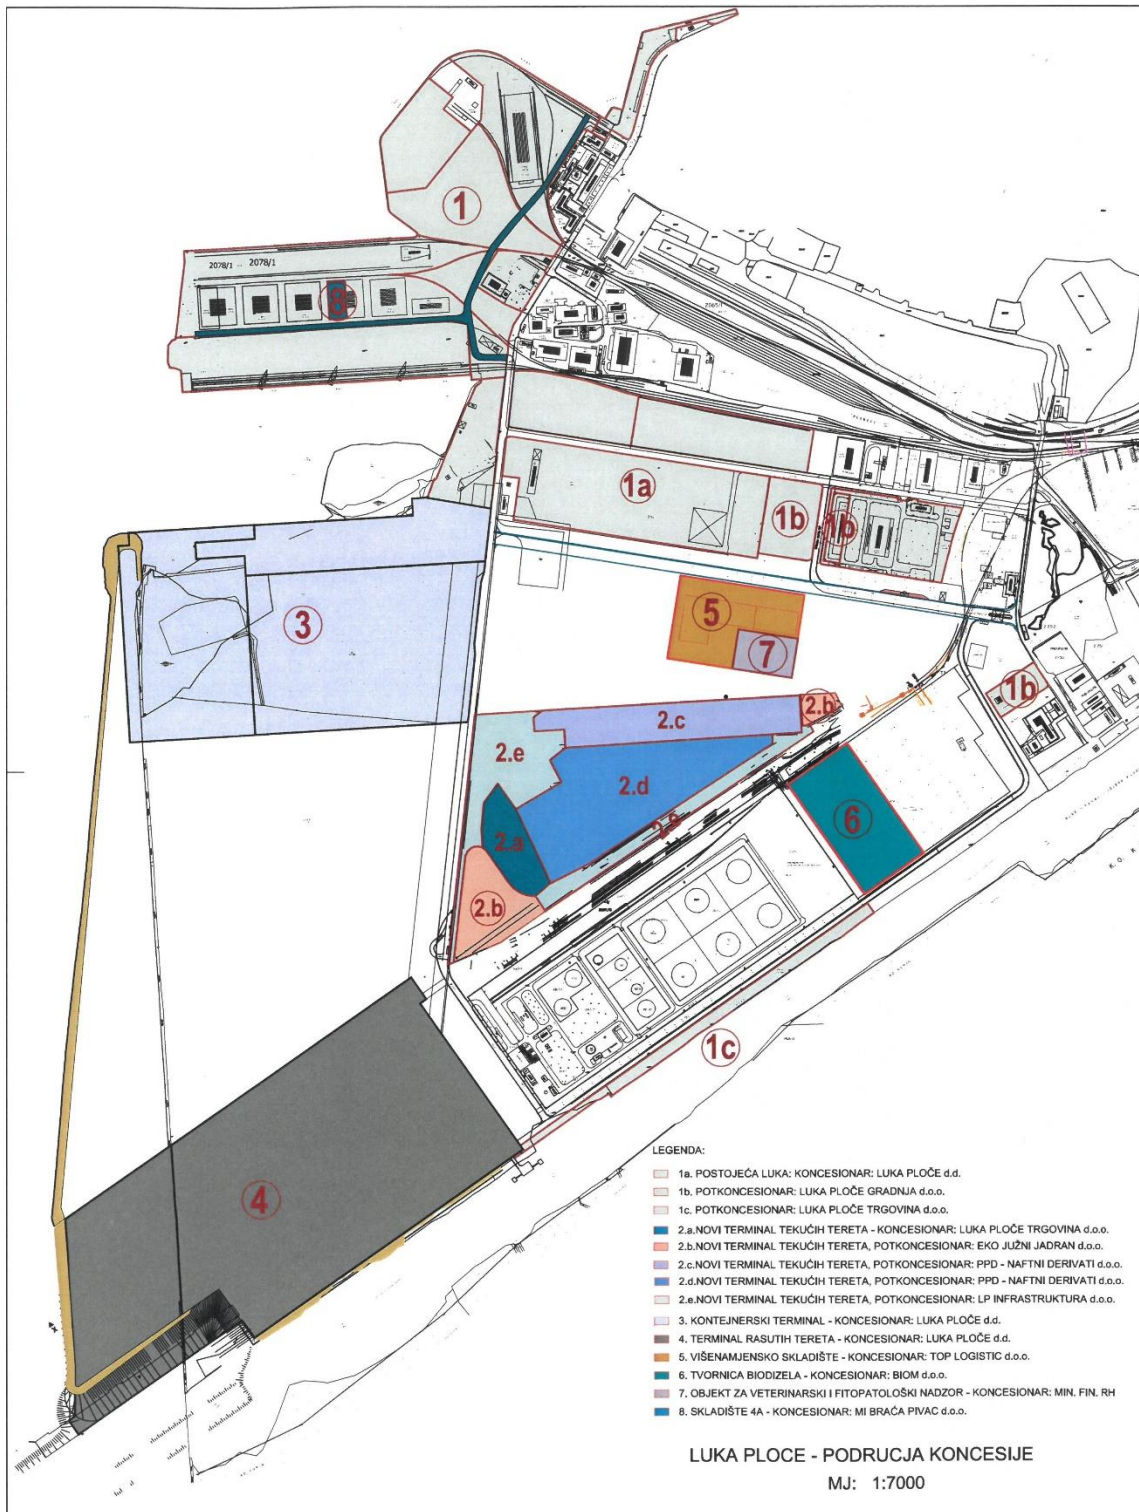 1
2078/1
2078/1
8
2065/1
1a
1b
1b
3
5
7
1b
2.b
2.c
2.e
2.d
2.e
2.a
6
2.b
1c
4
LEGENDA:
1a. POSTOJEĆA LUKA: KONCESIONAR: LUKA PLOČE d.d.
1b. POTKONCESIONAR: LUKA PLOČE GRADNJA d.o.o.
1c. POTKONCESIONAR: LUKA PLOČE TRGOVINA d.o.o.
2.a.NOVI TERMINAL TEKUĆIH TERETA - KONCESIONAR: LUKA PLOČE TRGOVINA d.o.o.
2.b.NOVI TERMINAL TEKUĆIH TERETA, POTKONCESIONAR: EKO JUŽNI JADRAN d.o.o.
2.c.NOVI TERMINAL TEKUĆIH TERETA, POTKONCESIONAR: PPD - NAFTNI DERIVATI d.o.o.
2.d.NOVI TERMINAL TEKUĆIH TERETA, POTKONCESIONAR: PPD - NAFTNI DERIVATI d.o.o.
2.e.NOVI TERMINAL TEKUĆIH TERETA, POTKONCESIONAR: LP INFRASTRUKTURA d.o.o.
3. KONTEJNERSKI TERMINAL - KONCESIONAR: LUKA PLOČE d.d.
4. TERMINAL RASUTIH TERETA - KONCESIONAR: LUKA PLOČE d.d.
5. VIŠENAMJENSKO SKLADIŠTE - KONCESIONAR: TOP LOGISTIC d.o.o.
6. TVORNICA BIODIZELA - KONCESIONAR: BIOM d.o.o.
7. OBJEKT ZA VETERINARSKI I FITOPATOLOŠKI NADZOR - KONCESIONAR: MIN. FIN. RH
8. SKLADIŠTE 4A - KONCESIONAR: MI BRAĆA PIVAC d.o.o.
LUKA PLOCE - PODRUCJA KONCESIJE
MJ: 1:7000